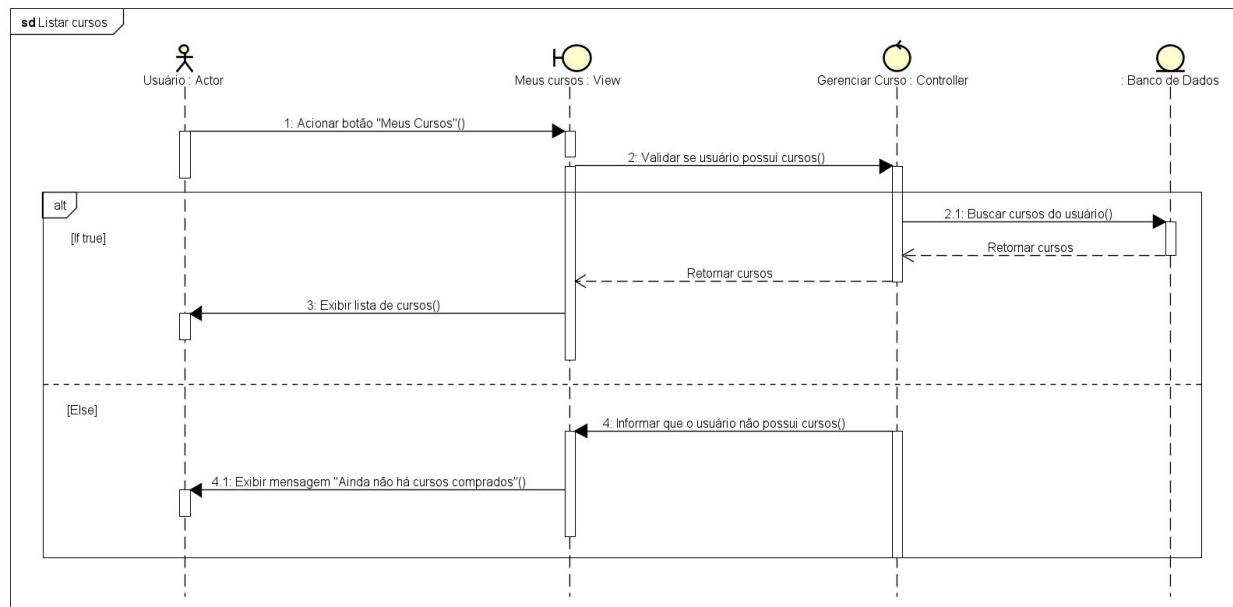 sd Listar cursos
Usuário : Actor
Meus cursos : View
Gerenciar Curso : Controller
: Banco de Dados
1: Acionar botão "Meus Cursos"()
2: Validar se usuário possui cursos()
alt
2.1: Buscar cursos do usuário()
[If true]
Retornar cursos
Retornar cursos
3: Exibir lista de cursos()
[Else]
4: Informar que o usuário não possui cursos()
4.1: Exibir mensagem "Ainda não há cursos comprados"()